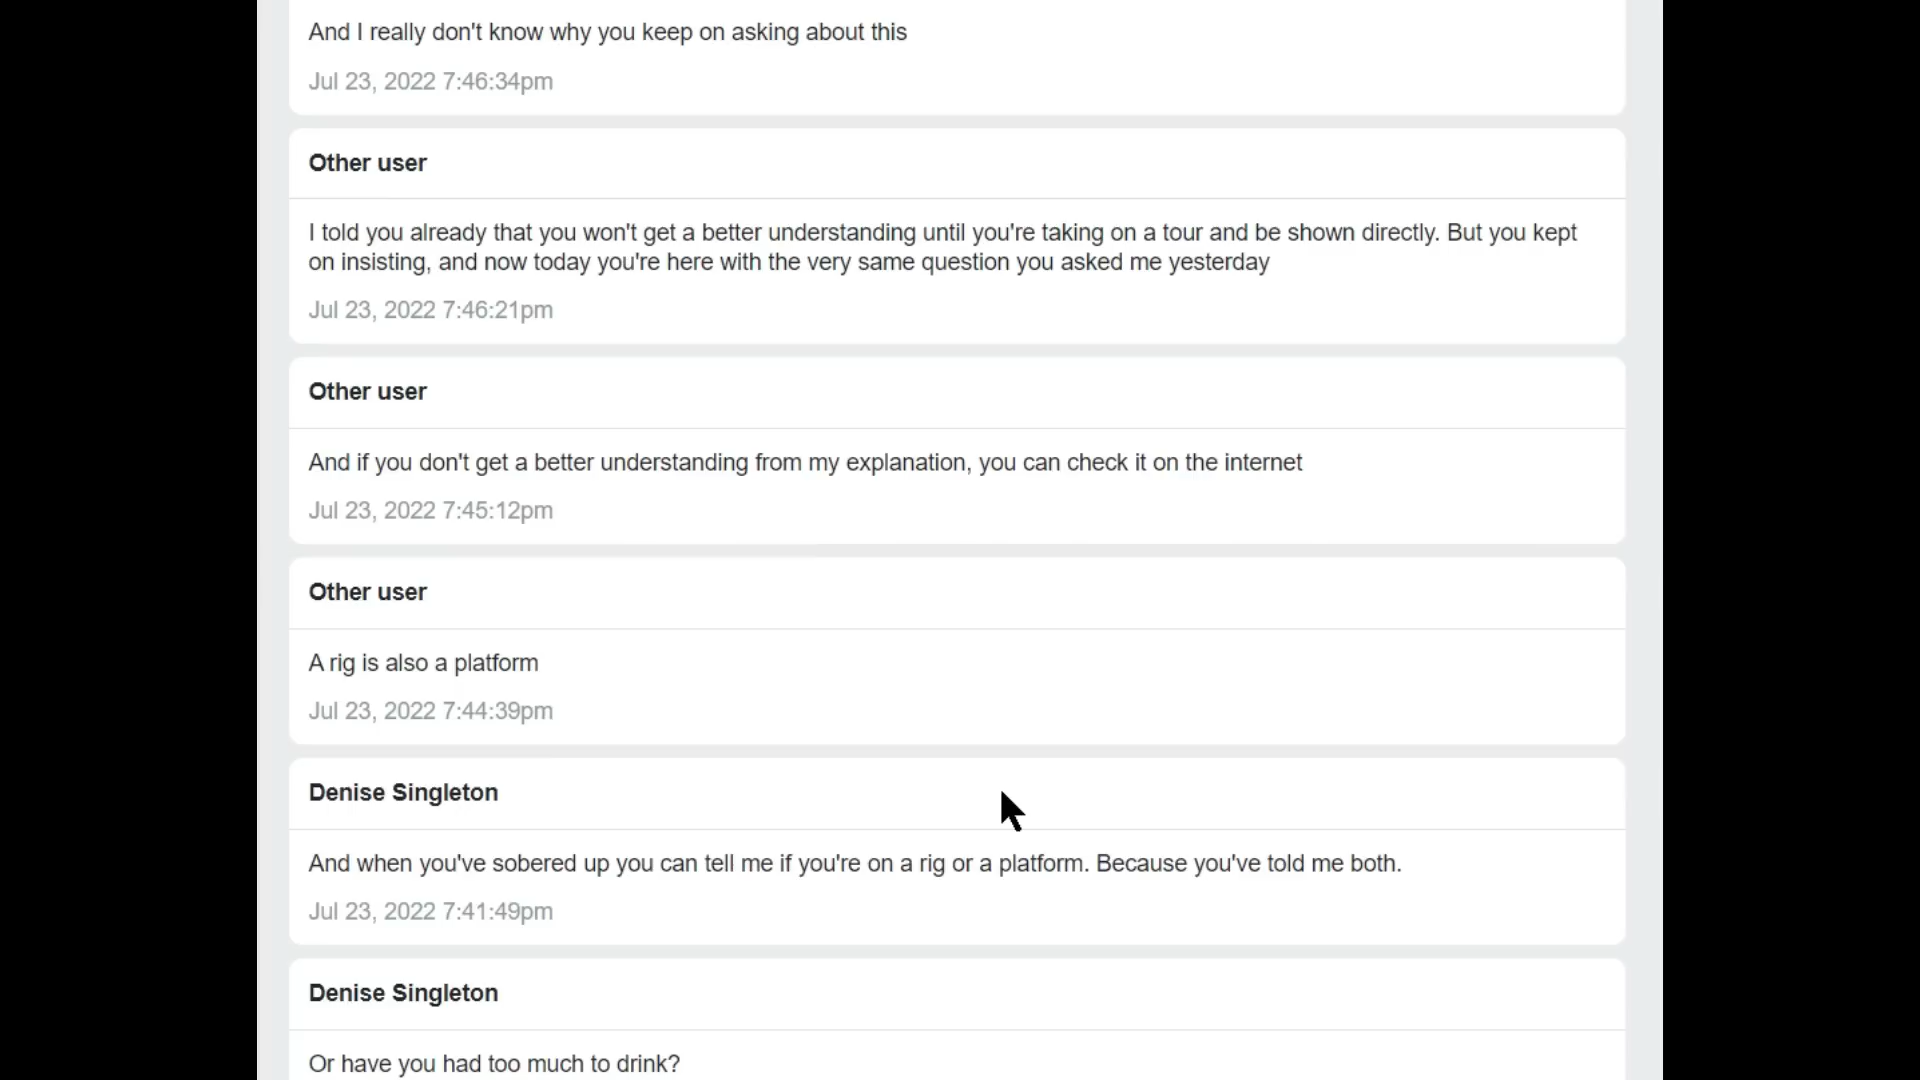 And I really don't know why you keep on asking about this
Jul 23, 2022 7:46:34pm
Other user
I told you already that you won't get a better understanding until you're taking on a tour and be shown directly. But you kept
on insisting, and now today you're here with the very same question you asked me yesterday
Jul 23, 2022 7:46:21pm
Other user
And if you don't get a better understanding from my explanation, you can check it on the internet
Jul 23, 2022 7:45:12pm
Other user
A rig is also a platform
Jul 23, 2022 7:44:39pm
Denise Singleton
And when you've sobered up you can tell me if you're on a rig or a platform. Because you've told me both.
Jul 23, 2022 7:41:49pm
Denise Singleton
Or have you had too much to drink?